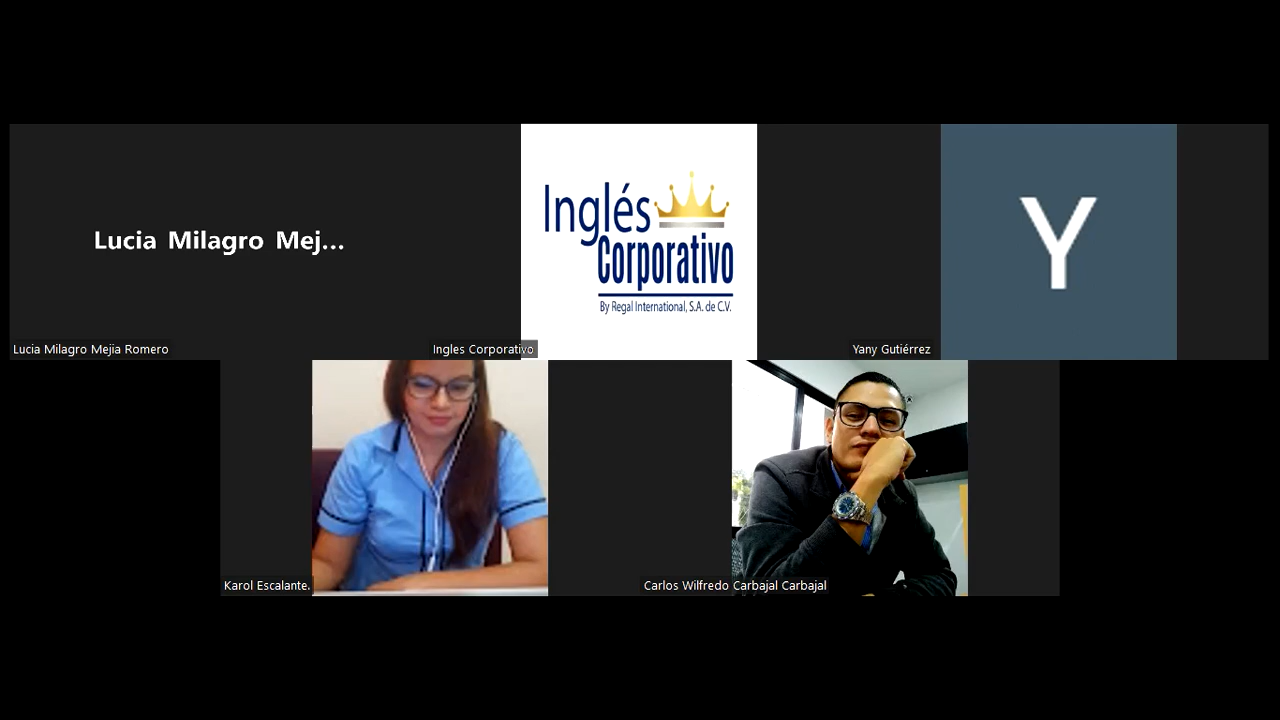 Lucia Milagro Mej...
Lucia Milagro Mejia Romero
Inglés
Corporativo
By Regal International, S.A. de C.V.
Ingles Corporativo
Y
Yany Gutiérrez
Karol Escalante.
Carlos Wilfredo Carbajal Carbajal